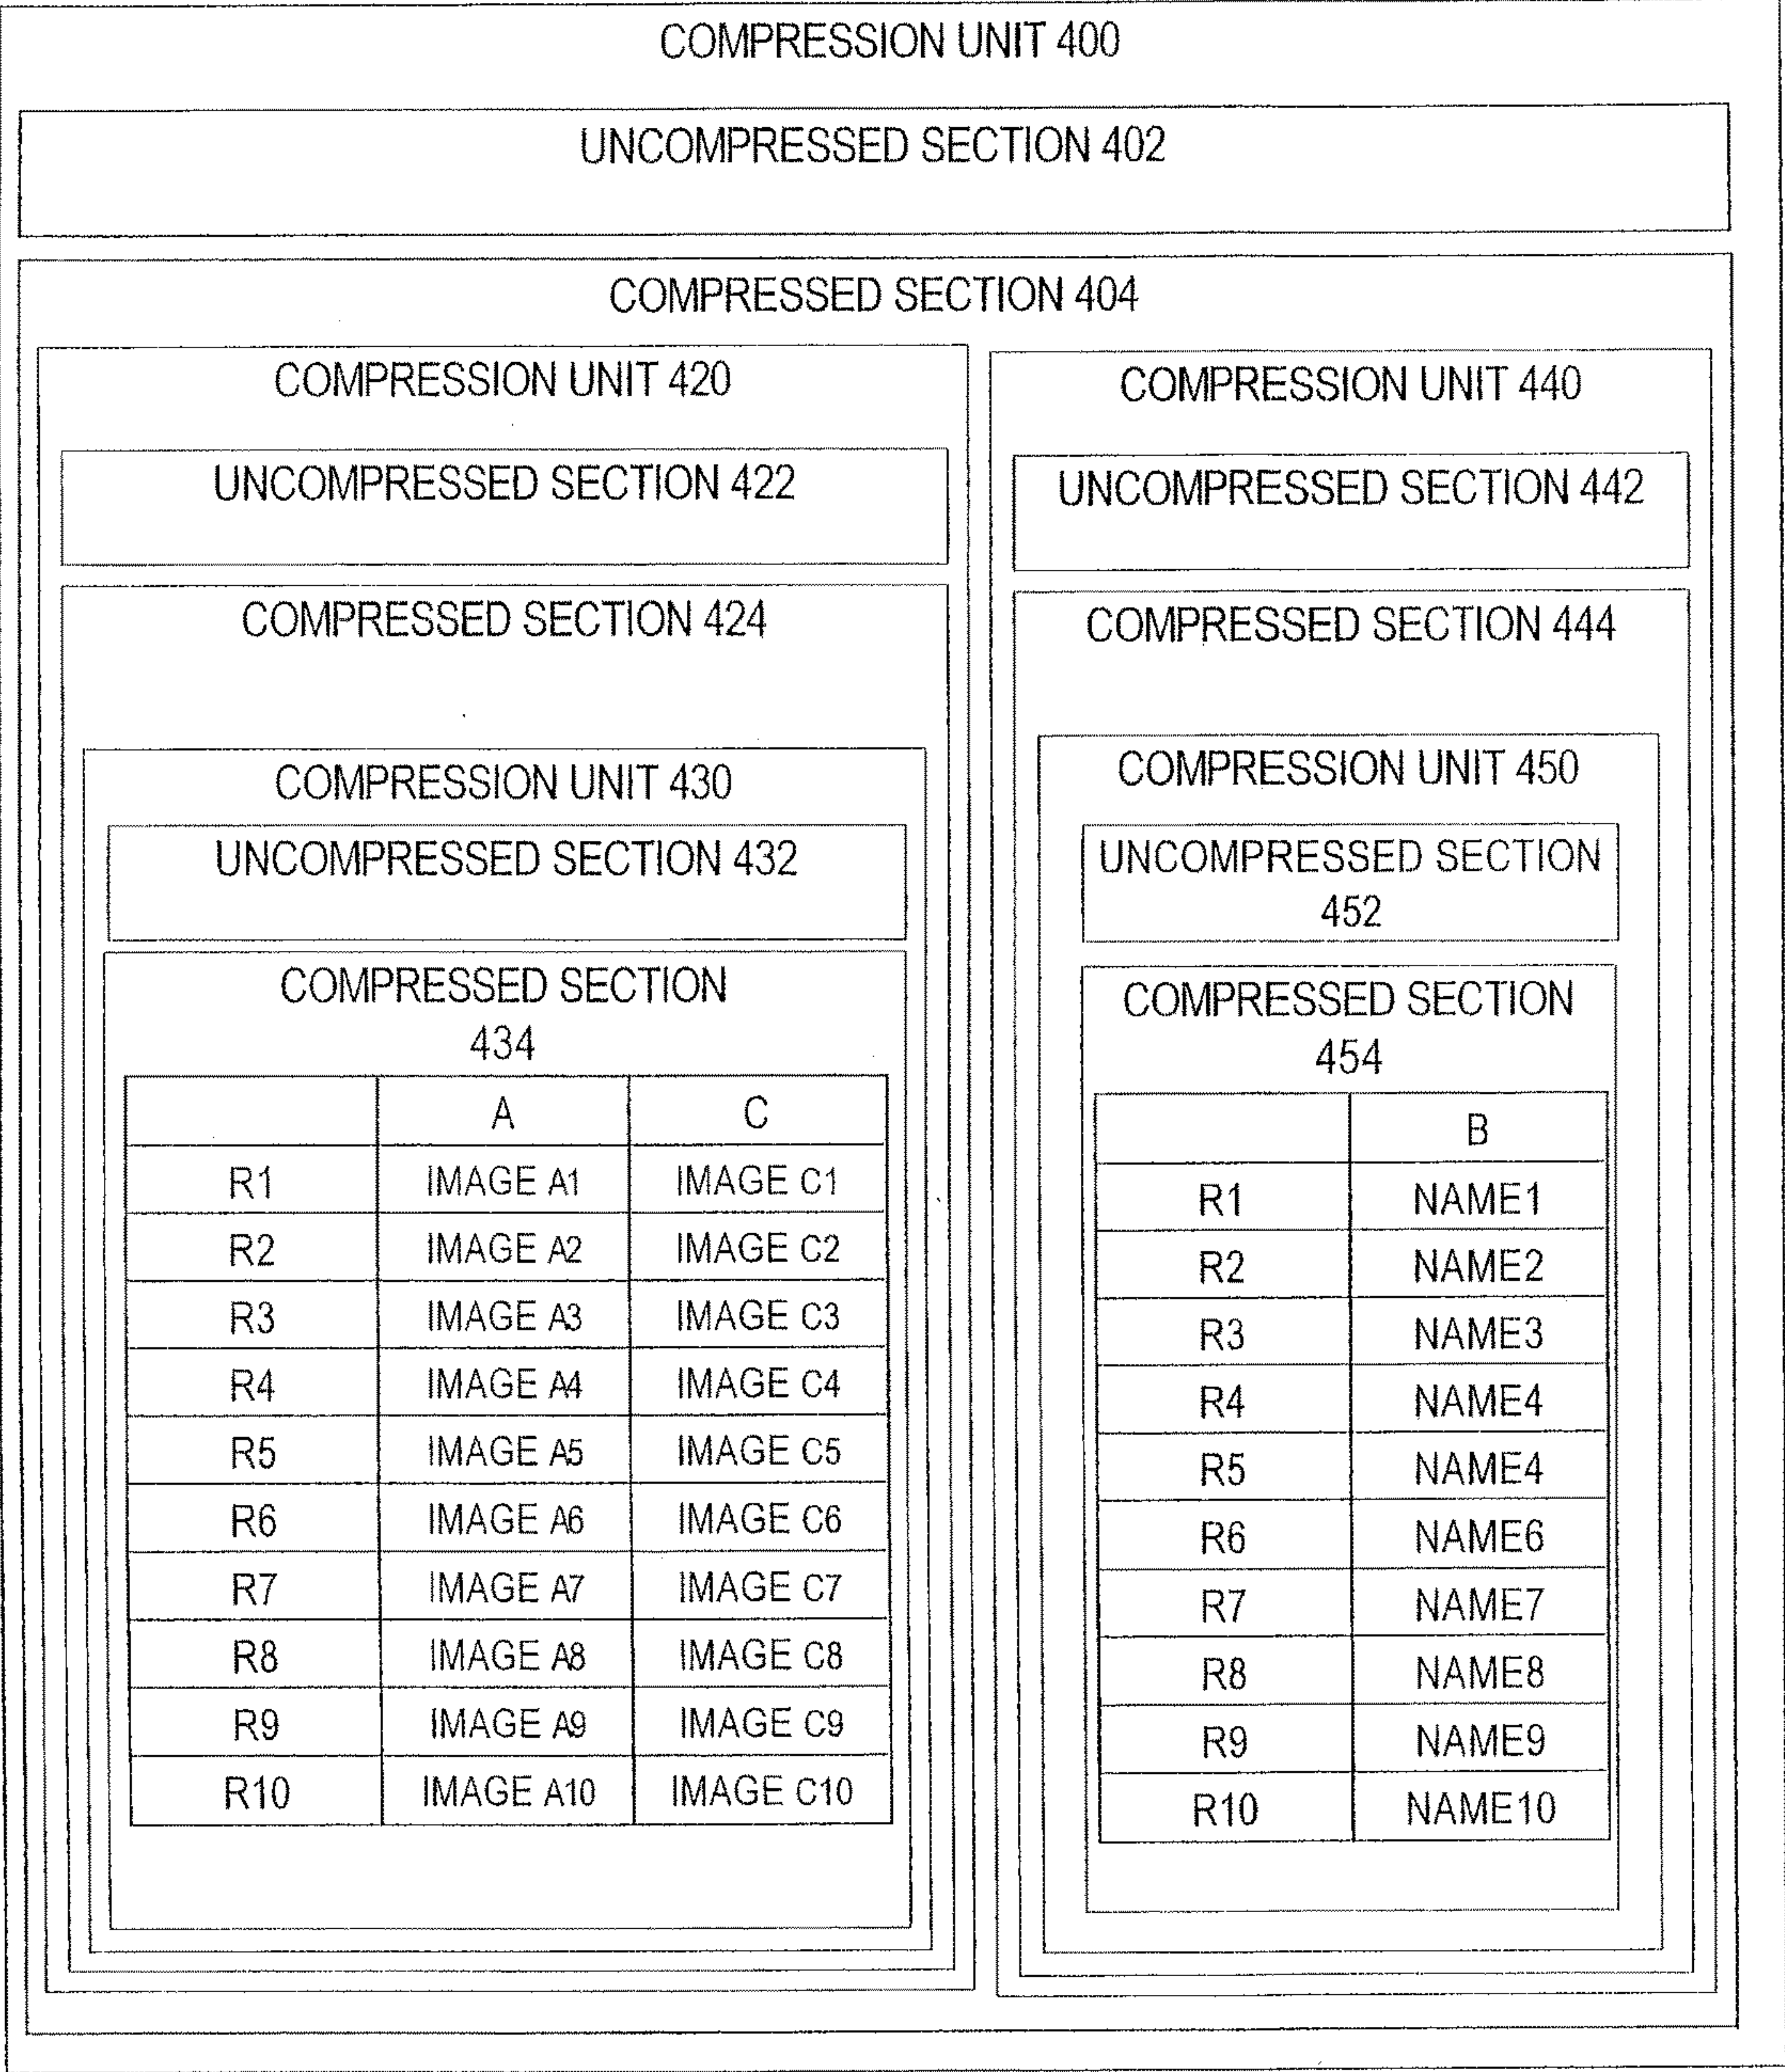 COMPRESSION UNIT 400
UNCOMPRESSED SECTION 402
COMPRESSED SECTION 404
COMPRESSION UNIT 420
UNCOMPRESSED SECTION 422
COMPRESSED SECTION 424
COMPRESSION UNIT 430
UNCOMPRESSED SECTION 432
COMPRESSED SECTION
434
A C
R1 IMAGE A1 IMAGE C1
R2 IMAGE A2 IMAGE C2
R3 IMAGE A3 IMAGE C3
R4 IMAGE A4 IMAGE C4
R5 IMAGE A5 IMAGE C5
R6 IMAGE A6 IMAGE C6
R7 IMAGE A7 IMAGE C7
R8 IMAGE A8 IMAGE C8
R9 IMAGE A9 IMAGE C9
R10 IMAGE A10 IMAGE C10
COMPRESSION UNIT 440
UNCOMPRESSED SECTION 442
COMPRESSED SECTION 444
COMPRESSION UNIT 450
UNCOMPRESSED SECTION
452
COMPRESSED SECTION
454
B
R1 NAME1
R2 NAME2
R3 NAME3
R4 NAME4
R5 NAME4
R6 NAME6
R7 NAME7
R8 NAME8
R9 NAME9
R10 NAME10